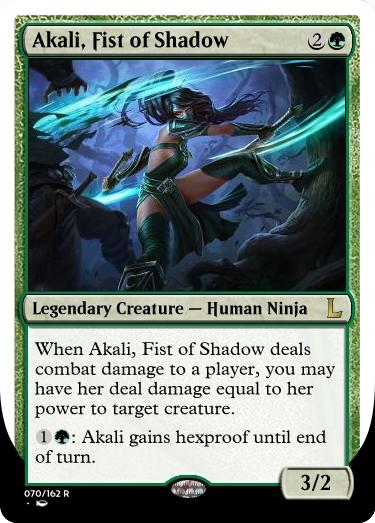 Akali, Fist of Shadow 2
Legendary Creature — Human Ninja L
When Akali, Fist of Shadow deals
combat damage to a player, you may
have her deal damage equal to her
power to target creature.
1 : Akali gains hexproof until end
of turn.
3/2
070/162 R